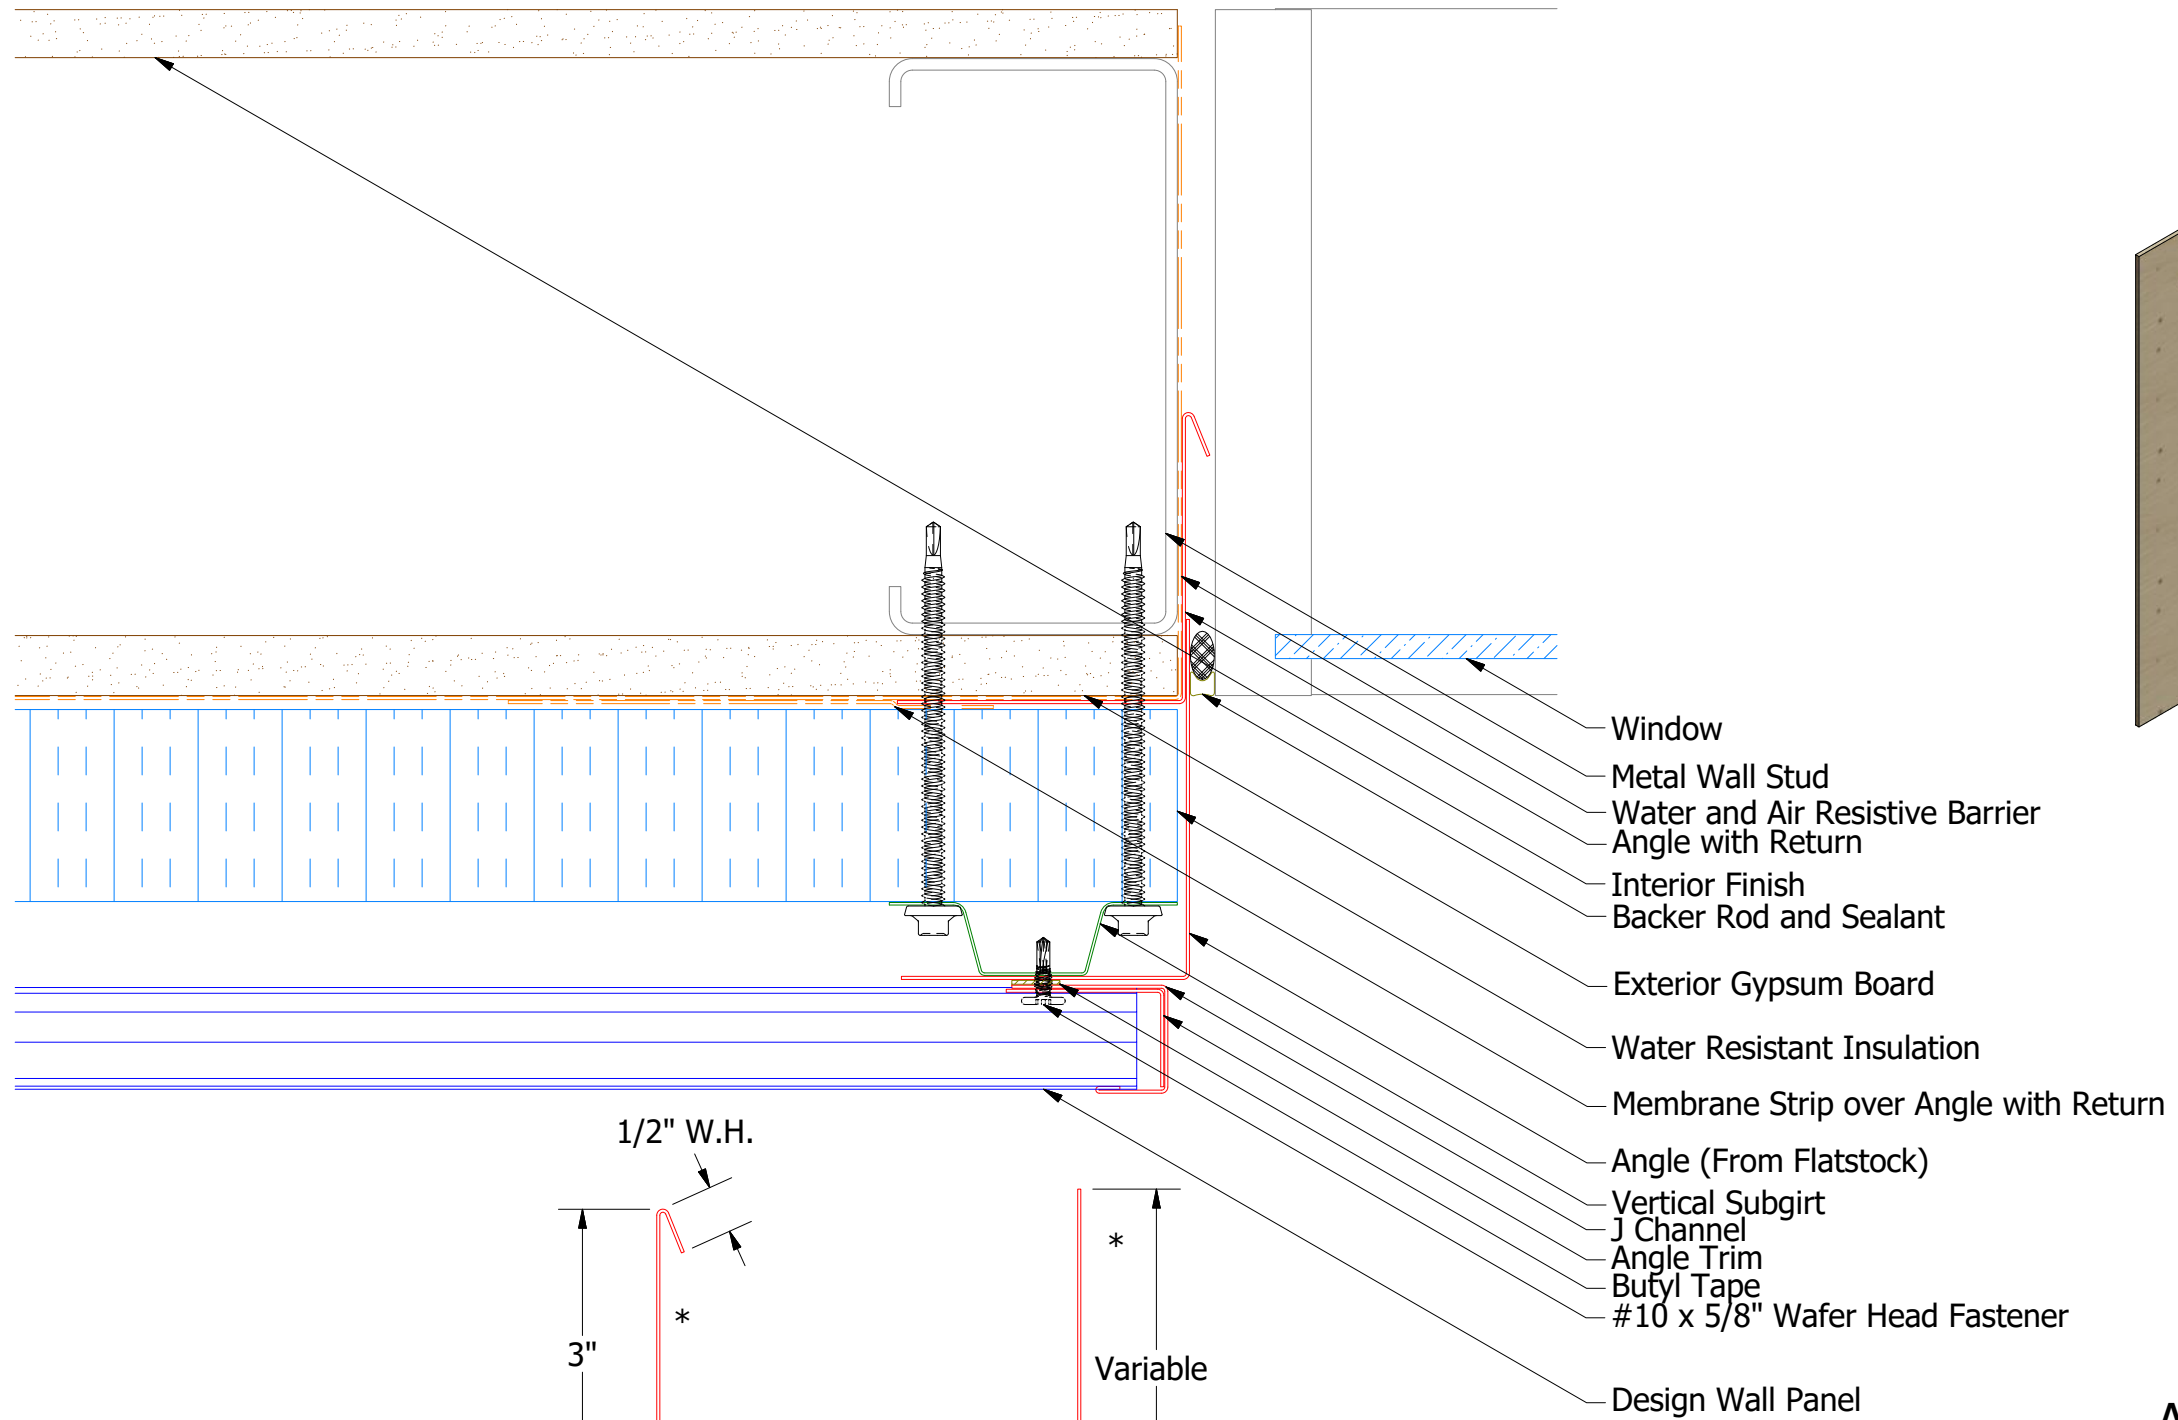 Window
Metal Wall Stud
Water and Air Resistive Barrier
Angle with Return
Interior Finish
Backer Rod and Sealant
Exterior Gypsum Board
Water Resistant Insulation
Membrane Strip over Angle with Return
Angle (From Flatstock)
Vertical Subgirt
J Channel
Angle Trim
Butyl Tape
#10 x 5/8" Wafer Head Fastener
Design Wall Panel
1/2" W.H.
*
*
3"
Variable